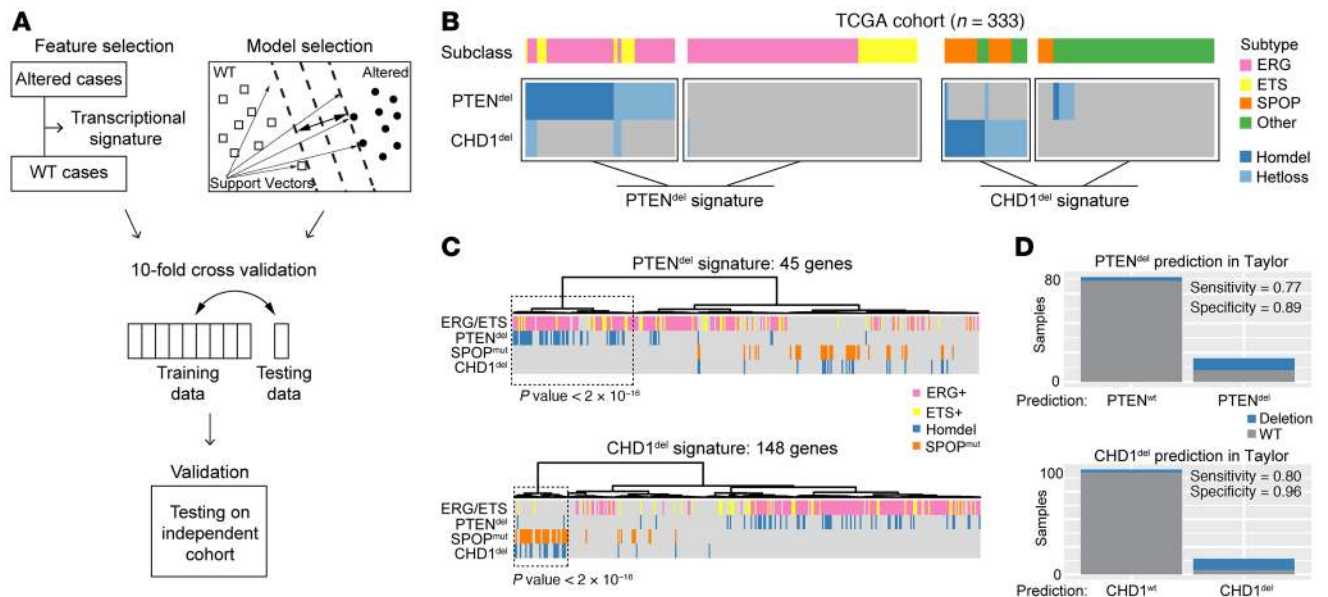 A
Feature selection
Altered cases
Transcriptional
signature
WT cases
Model selection
WT
Altered
Support Vectors
10-fold cross validation
Training
data
Testing
data
Validation
Testing on
independent
cohort
B
TCGA cohort (n = 333)
Subclass
PTENdel
CHD1del
PTENdel signature
CHD1del signature
Subtype
ERG
ETS
SPOP
Other
Homdel
Hetloss
C
PTENdel signature: 45 genes
ERG/ETS
PTENdel
SPOPmut
CHD1del
P value < 2 × 10−16
ERG+
ETS+
Homdel
SPOPmut
CHD1del signature: 148 genes
ERG/ETS
PTENdel
SPOPmut
CHD1del
P value < 2 × 10−16
D
PTENdel prediction in Taylor
80
Sensitivity = 0.77
Specificity = 0.89
Samples
0
Prediction: PTENwt PTENdel
Deletion
WT
CHD1del prediction in Taylor
100
Sensitivity = 0.80
Specificity = 0.96
Samples
0
Prediction: CHD1wt CHD1del